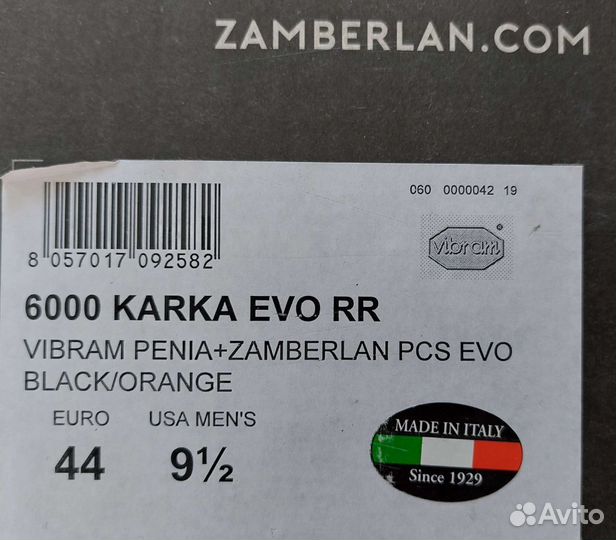 ZAMBERLAN.COM
060 0000042 19
vibram ®
8 057017 092582
6000 KARKA EVO RR
VIBRAM PENIA+ZAMBERLAN PCS EVO
BLACK/ORANGE
EURO USA MEN'S
44 9½
MADE IN ITALY
Since 1929
Avito